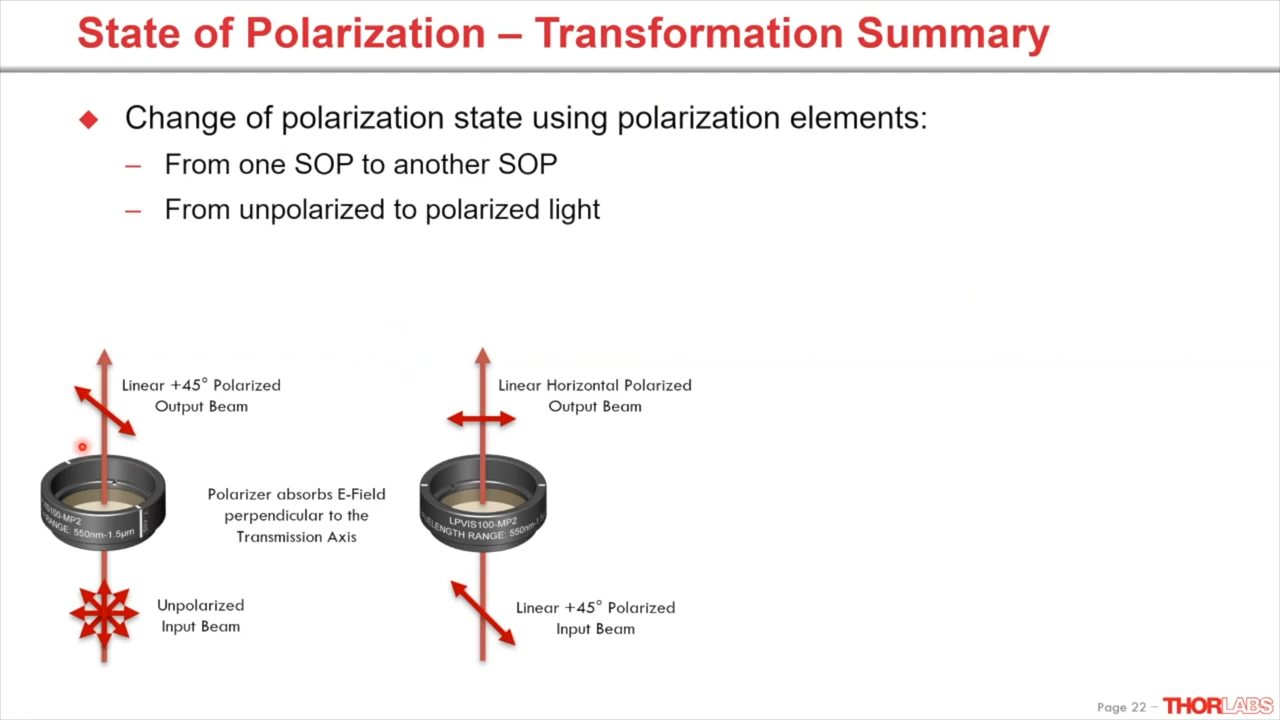 State of Polarization – Transformation Summary
Change of polarization state using polarization elements:
– From one SOP to another SOP
– From unpolarized to polarized light
Linear +45° Polarized
Output Beam
Linear Horizontal Polarized
Output Beam
Polarizer absorbs E-Field
perpendicular to the
Transmission Axis
RANGE: 550nm-1.5µm
LPVIS100-MP2
Unpolarized
Input Beam
Linear +45° Polarized
Input Beam
Page 22 – THORLABS